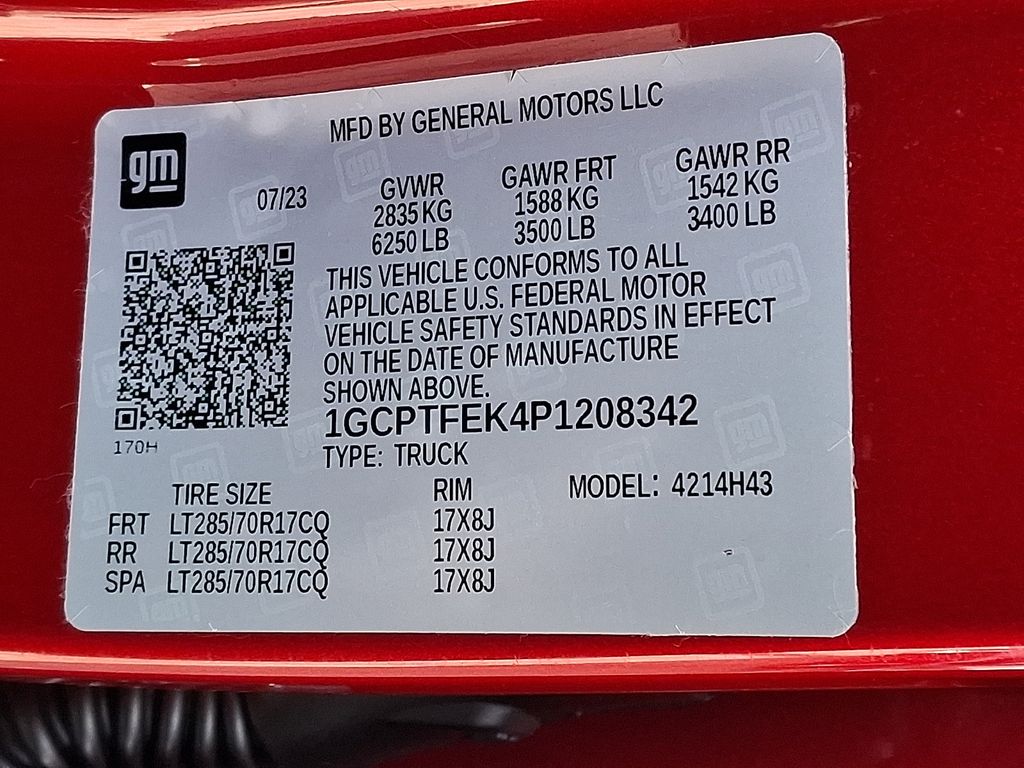 MFD BY GENERAL MOTORS LLC
gm
07/23
GVWR GAWR FRT GAWR RR
2835 KG 1588 KG 1542 KG
6250 LB 3500 LB 3400 LB
THIS VEHICLE CONFORMS TO ALL
APPLICABLE U.S. FEDERAL MOTOR
VEHICLE SAFETY STANDARDS IN EFFECT
ON THE DATE OF MANUFACTURE
SHOWN ABOVE.
1GCPTFEK4P1208342
170H
TYPE: TRUCK
TIRE SIZE RIM MODEL: 4214H43
FRT LT285/70R17CQ 17X8J
RR LT285/70R17CQ 17X8J
SPA LT285/70R17CQ 17X8J